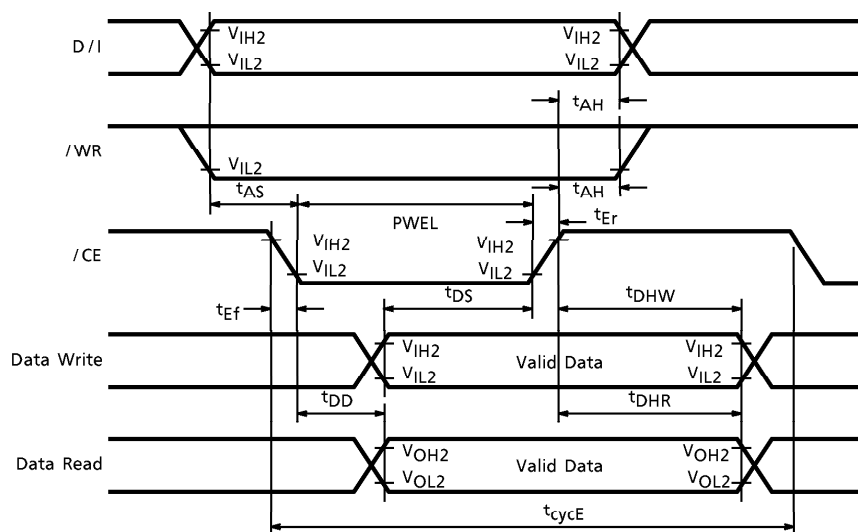 D/I VIH2 VIH2
VIL2 VIL2
tAH
/WR
VIL2
tAS tAH
PWEL tEr
/CE VIH2 VIH2
VIL2 VIL2
tEf tDS tDHW
Data Write VIH2 Valid Data VIH2
VIL2 VIL2
tDD tDHR
Data Read VOH2 Valid Data VOH2
VOL2 VOL2
tcycE